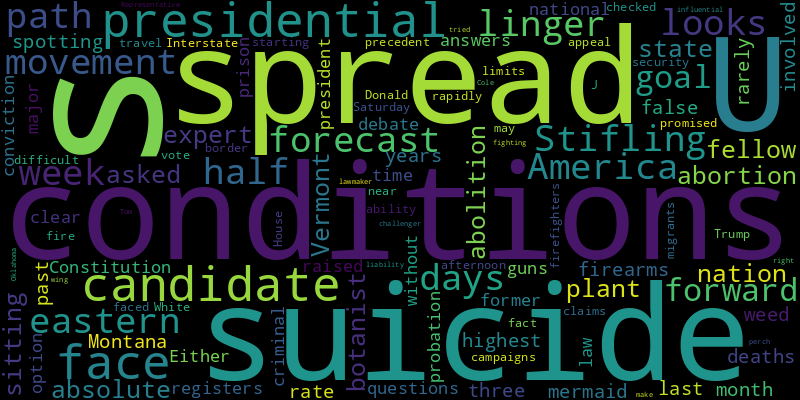 Representative
path
presidential
linger
national
checked
influential
looks
spotting
travel
Interstate
starting
tried
precedent
answers
appeal
state
security
involved
movement
prison
president
spread
limits
goal
rarely
U
S
major
Donald
rapidly
Cole
J
false
Saturday
promised
conviction
expert
forecast
debate
may
Stifling
fellow
difficult
vote
border
years
fighting
week
asked
half
Vermont
time
abolition
America
abortion
near
lawmaker
conditions
clear
Tom
ability
House
challenger
firefighters
migrants
Trump
fire
Oklahoma
Constitution
raised
liability
without
afternoon
guns
firearms
right
wing
past
candidate
days
nation
plant
forward
faced
White
botanist
former
sitting
eastern
suicide
criminal
probation
fact
claims
weed
option
Montana
highest
law
perch
face
Either
campaigns
deaths
absolute
registers
rate
questions
three
mermaid
make
last
month